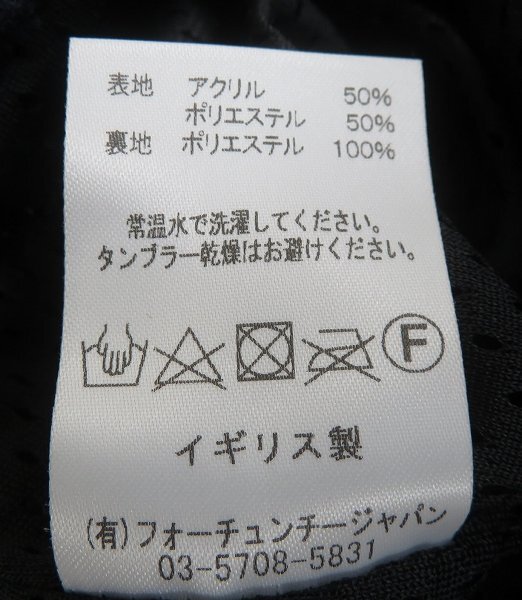 表地 アクリル 50%
ポリエステル 50%
裏地 ポリエステル 100%
常温水で洗濯してください。
タンブラー乾燥はお避けください。
F
イギリス製
(有)フォーチュンチージャパン
03-5708-5831